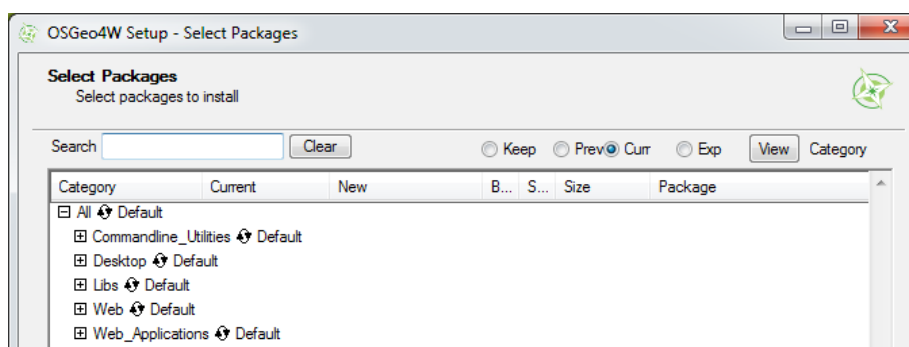 OSGeo4W Setup - Select Packages
Select Packages
Select packages to install
Search Clear Keep Prev Curr Exp View Category
Category Current New B... S... Size Package
All Default
Commandline_Utilities Default
Desktop Default
Libs Default
Web Default
Web_Applications Default